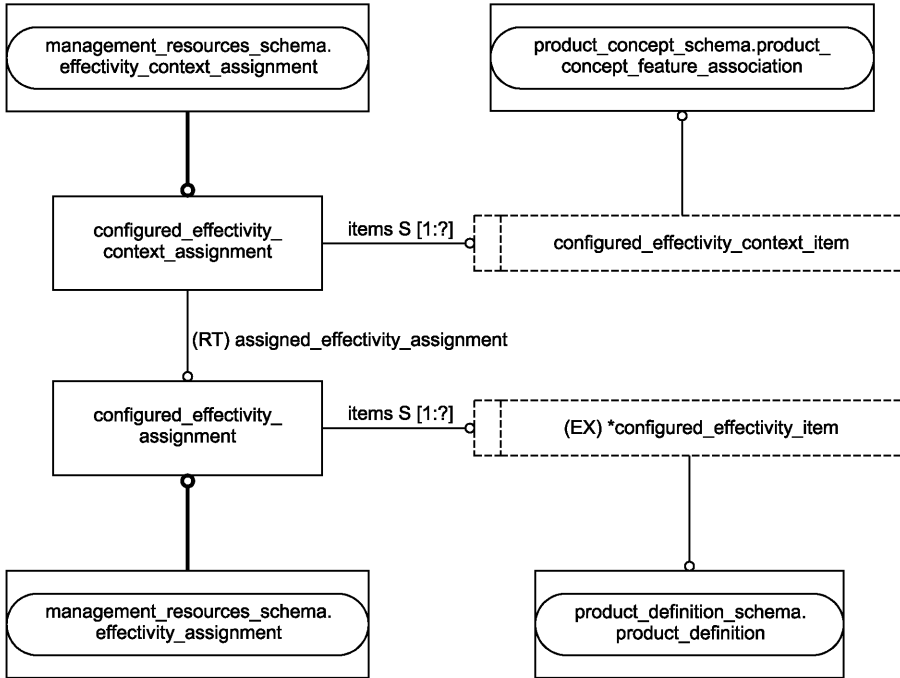 management_resources_schema.
effectivity_context_assignment
product_concept_schema.product_
concept_feature_association
configured_effectivity_
context_assignment
items S [1:?]
configured_effectivity_context_item
(RT) assigned_effectivity_assignment
configured_effectivity_
assignment
items S [1:?]
(EX) *configured_effectivity_item
management_resources_schema.
effectivity_assignment
product_definition_schema.
product_definition